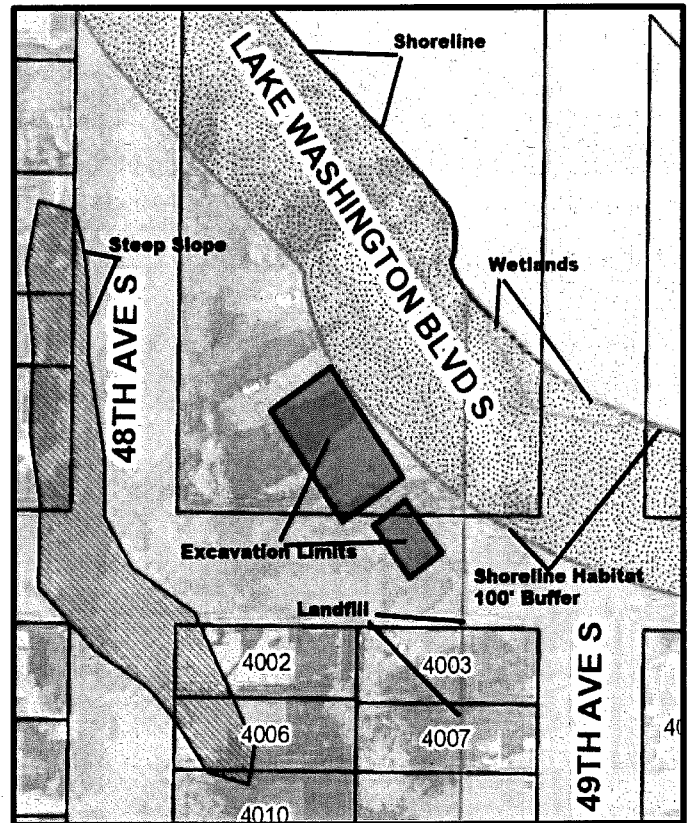 Shoreline
LAKE WASHINGTON BLVD S
Steep Slope
Wetlands
48TH AVE S
Excavation Limits
Shoreline Habitat
100' Buffer
Landfill
4002
4003
4006
4007
4010
49TH AVE S
40